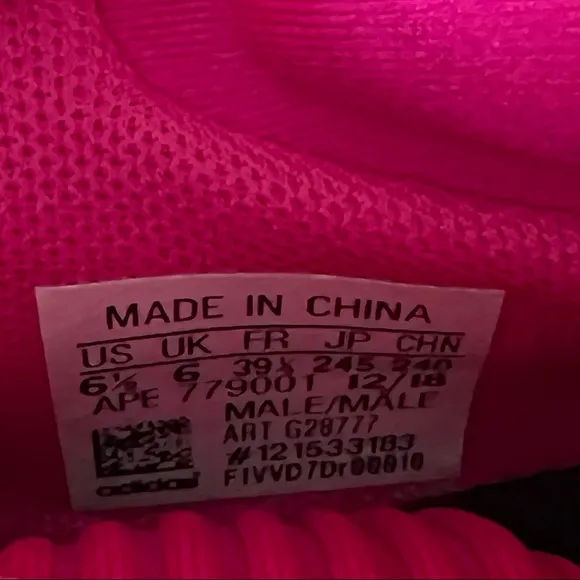 MADE IN CHINA
US UK FR JP CHN
6½ 6 39⅓ 245 240
APE 779001 12/18
MALE/MALE
ART G28777
#121533183
adidas